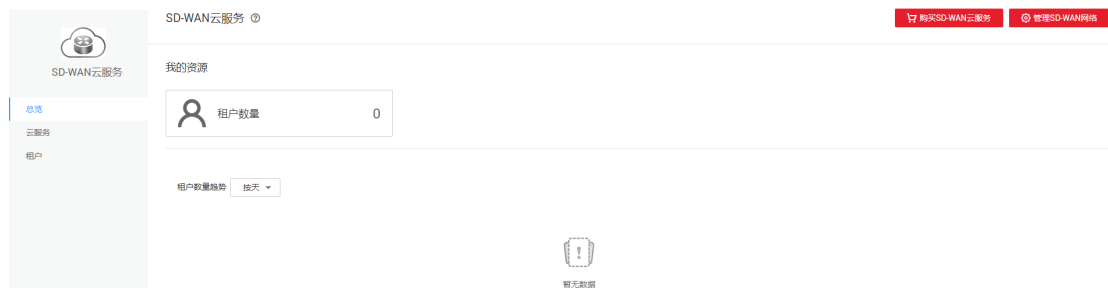 SD-WAN云服务
总览
云服务
租户
SD-WAN云服务
购买SD-WAN云服务
管理SD-WAN网络
我的资源
租户数量 0
租户数量趋势 按天
暂无数据